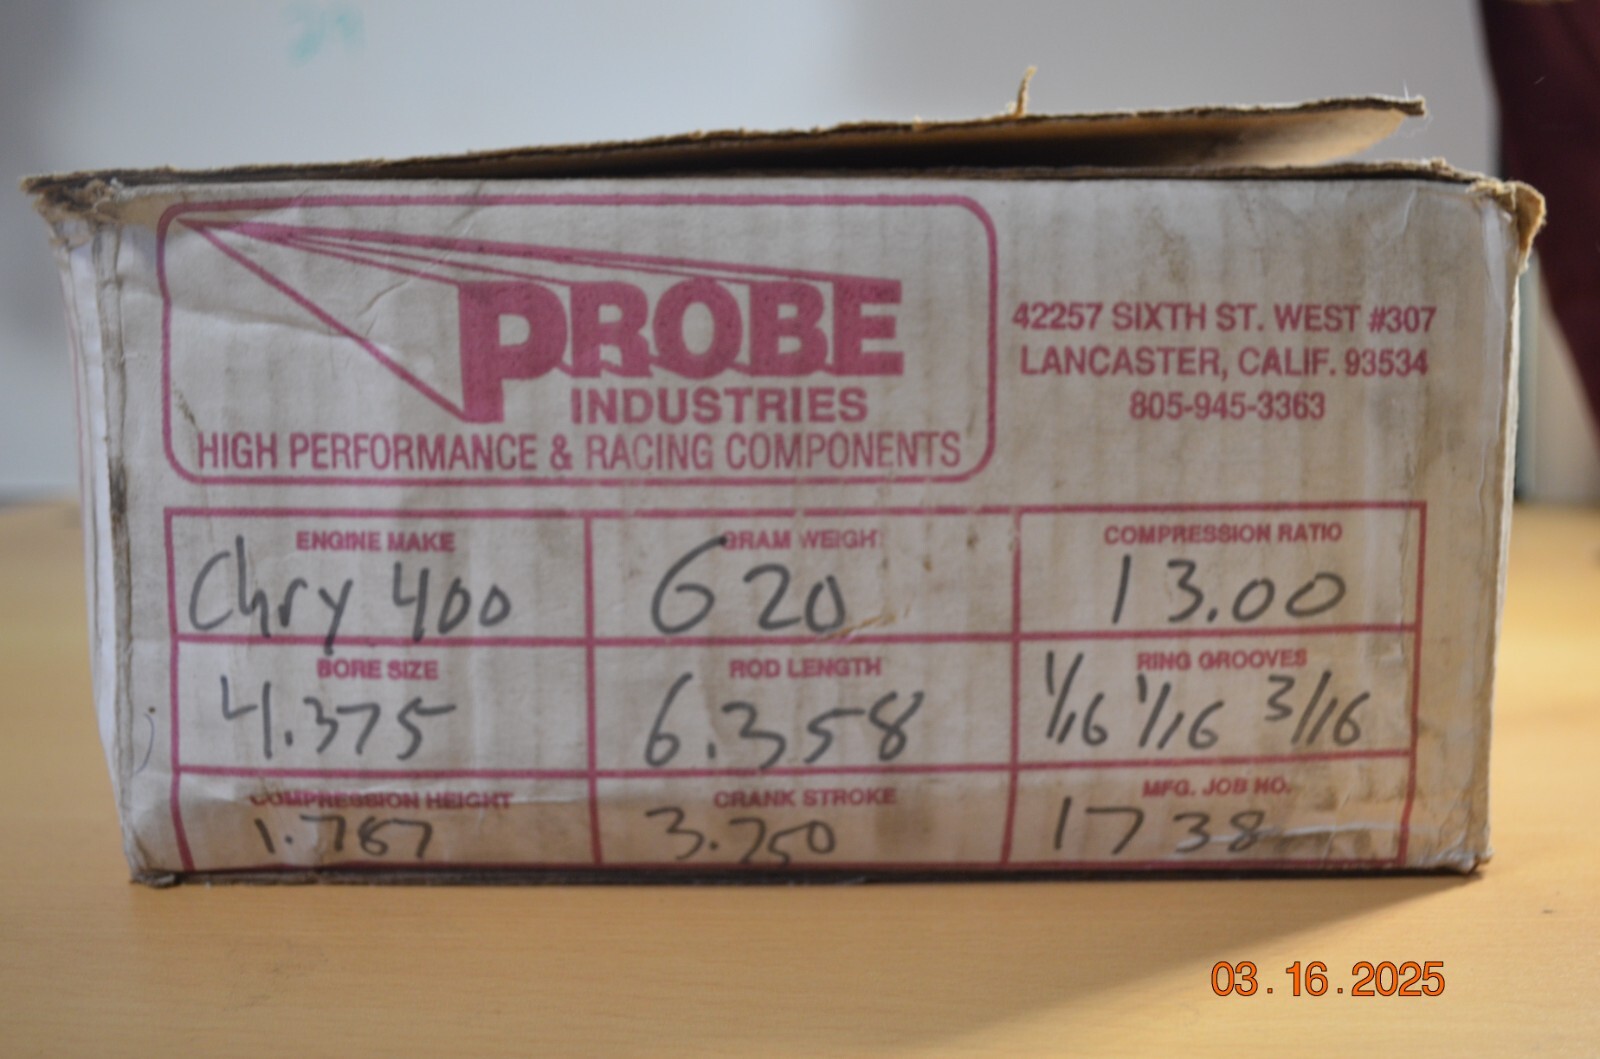 PROBE
INDUSTRIES
HIGH PERFORMANCE & RACING COMPONENTS
42257 SIXTH ST. WEST #307
LANCASTER, CALIF. 93534
805-945-3363
ENGINE MAKE GRAM WEIGH COMPRESSION RATIO
Chry 400 620 13.00
BORE SIZE ROD LENGTH RING GROOVES
4.375 6.358 1/16 1/16 3/16
COMPRESSION HEIGHT CRANK STROKE MFG. JOB NO.
1.787 3.750 1738
03.16.2025